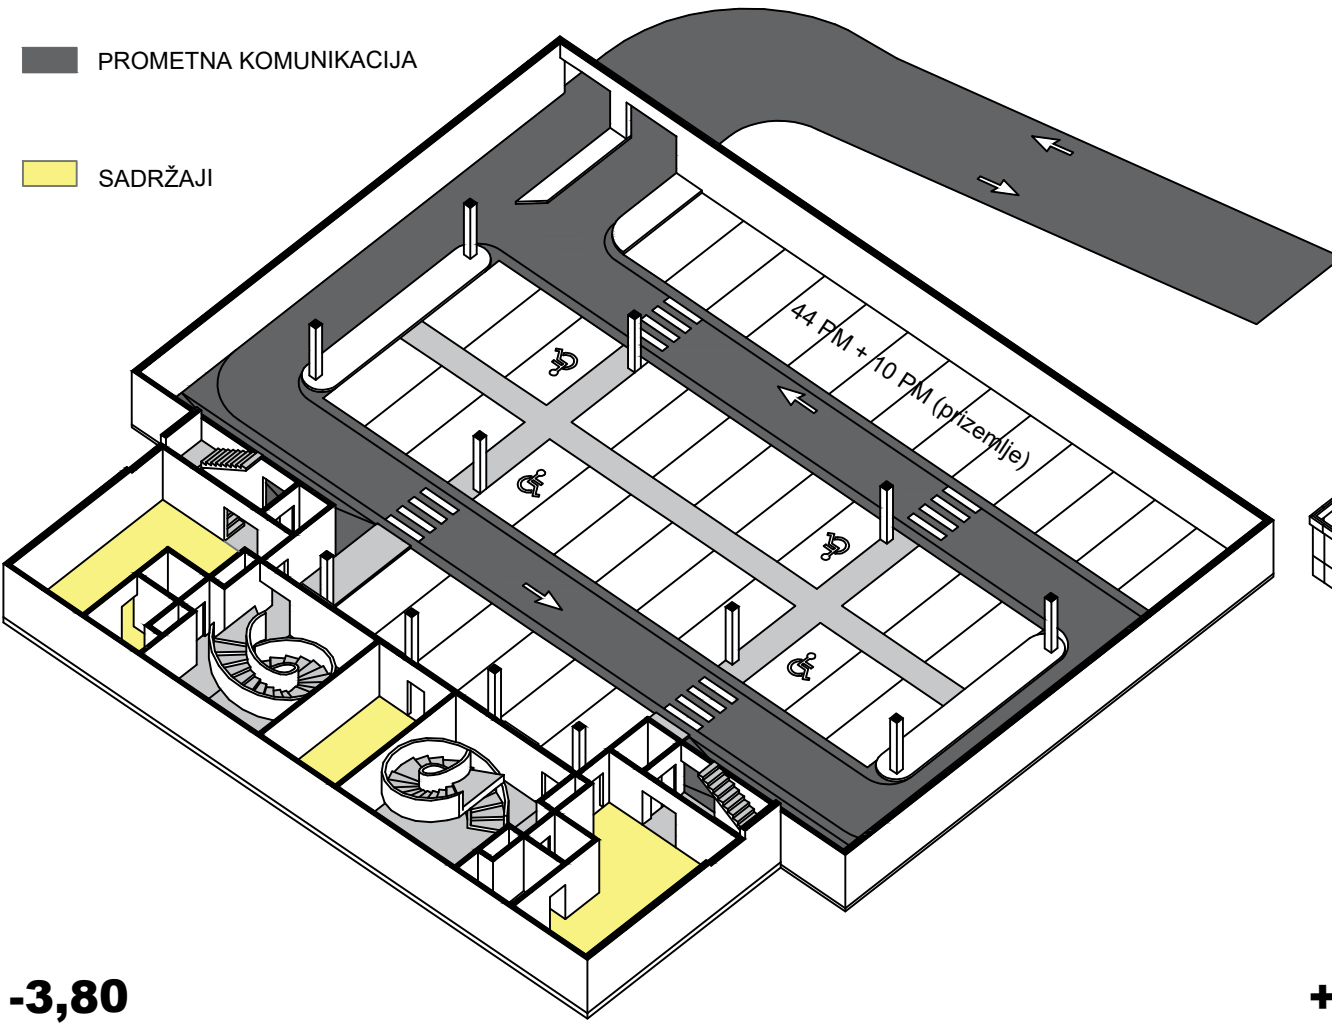 PROMETNA KOMUNIKACIJA
SADRŽAJI
44 PM + 10 PM (prizemlje)
-3,80
+